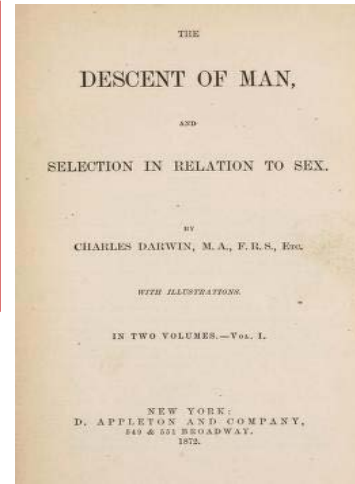 THE
DESCENT OF MAN,
AND
SELECTION IN RELATION TO SEX.
BY
CHARLES DARWIN, M. A., F. R. S., Etc.
WITH ILLUSTRATIONS.
IN TWO VOLUMES.—Vol. I.
NEW YORK:
D. APPLETON AND COMPANY,
549 & 551 BROADWAY.
1872.